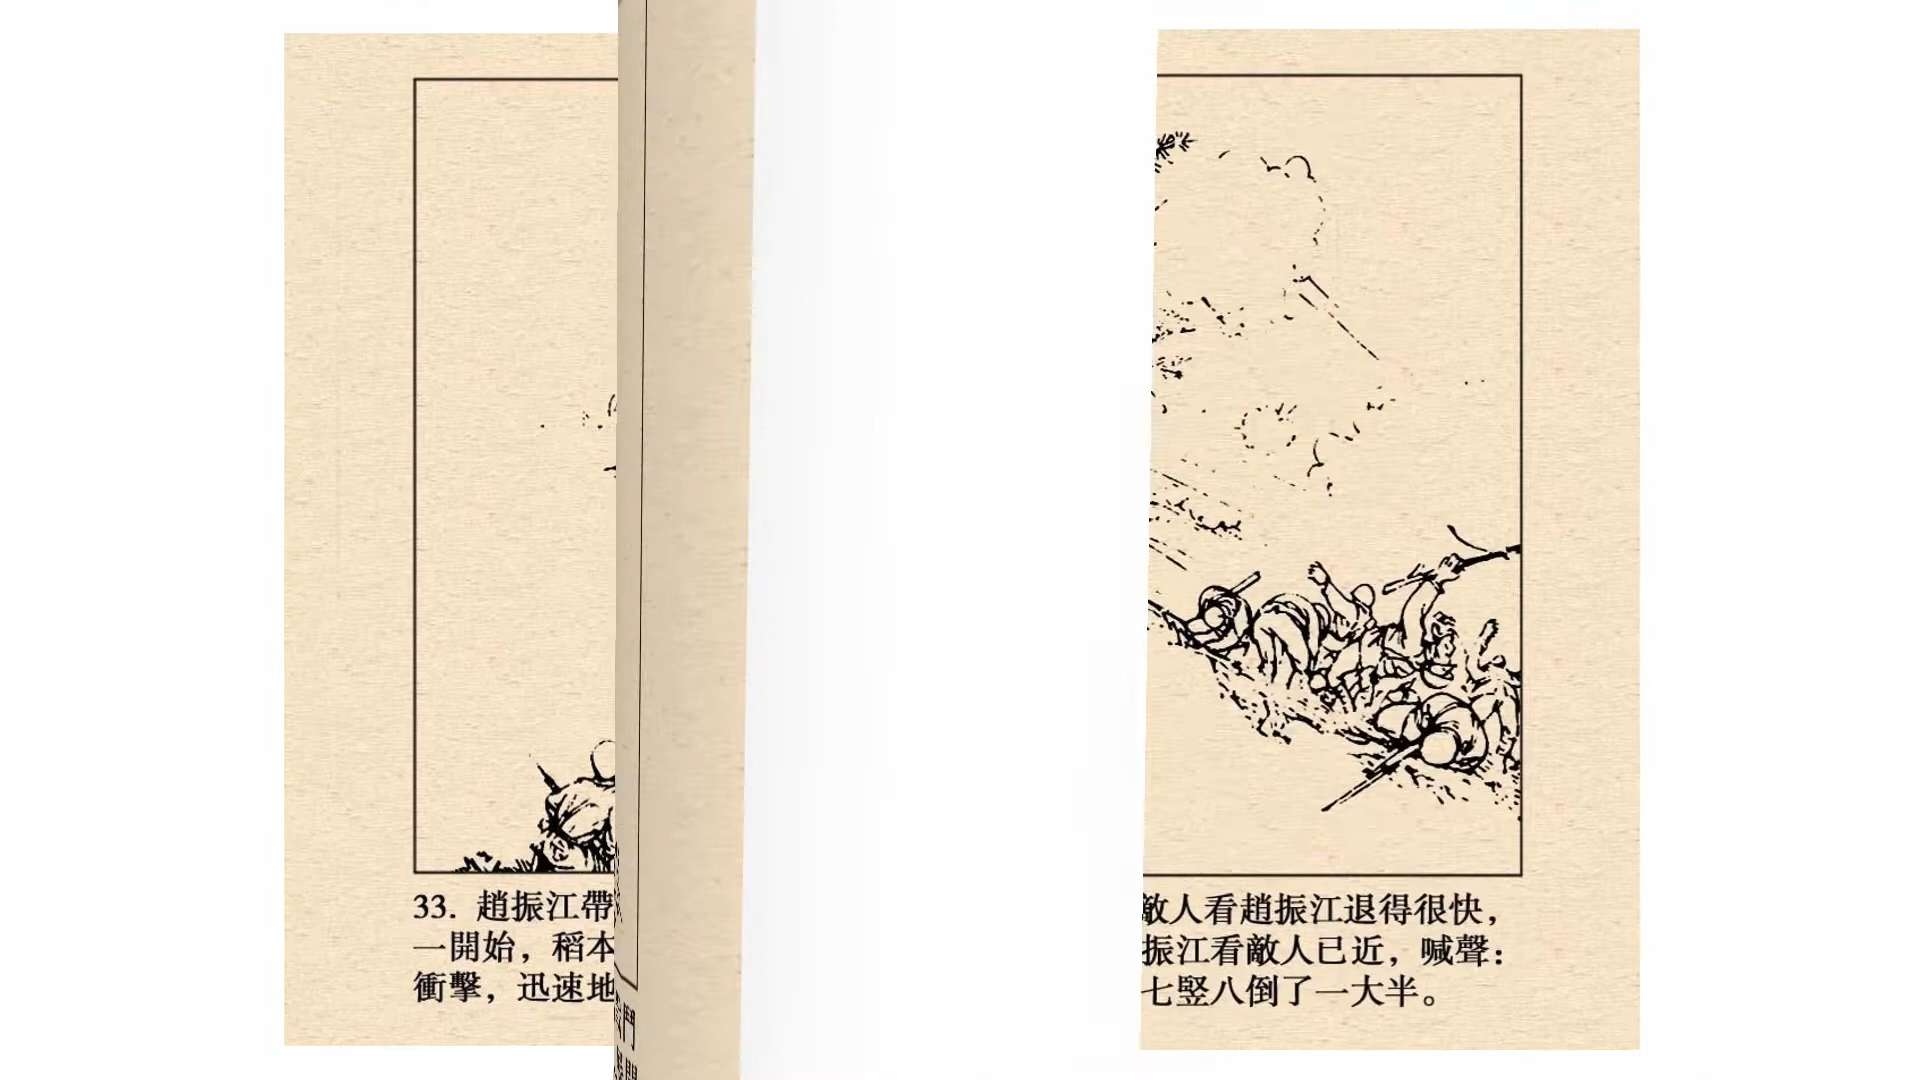 33. 趙振江帶
一開始，稻本
衝擊，迅速地
鬥
敵人看趙振江退得很快，
振江看敵人已近，喊聲：
七竪八倒了一大半。